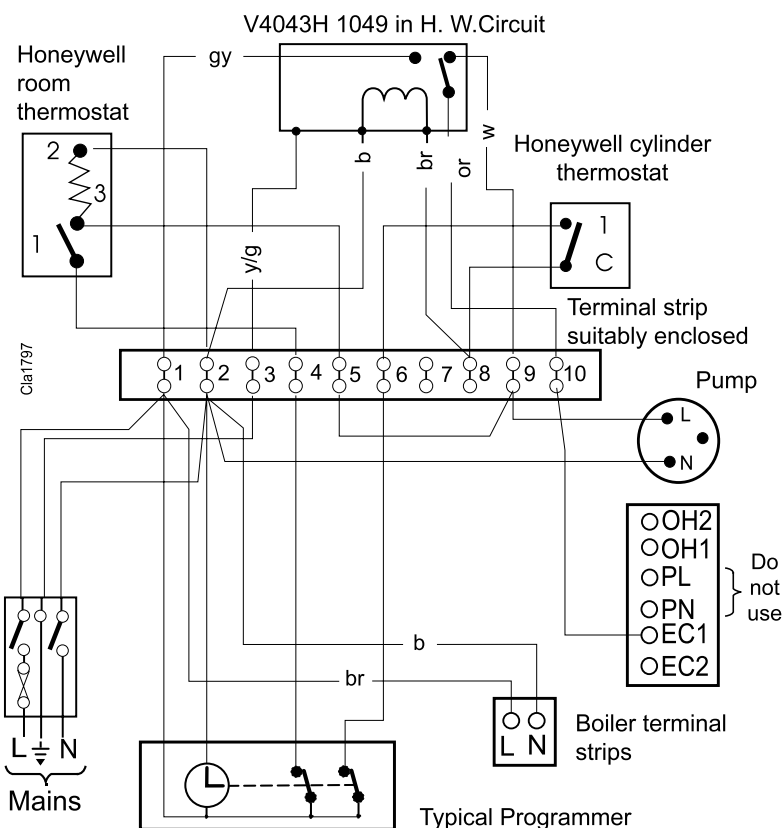 V4043H 1049 in H. W.Circuit
Honeywell
room
thermostat
gy
2
3
1
b
br
or
w
y/g
Honeywell cylinder
thermostat
1
C
Terminal strip
suitably enclosed
Cla1797
1 2 3 4 5 6 7 8 9 10
Pump
L
N
OH2
OH1
PL
PN
EC1
EC2
Do
not
use
b
br
L N
Boiler terminal
strips
L N
Mains
Typical Programmer